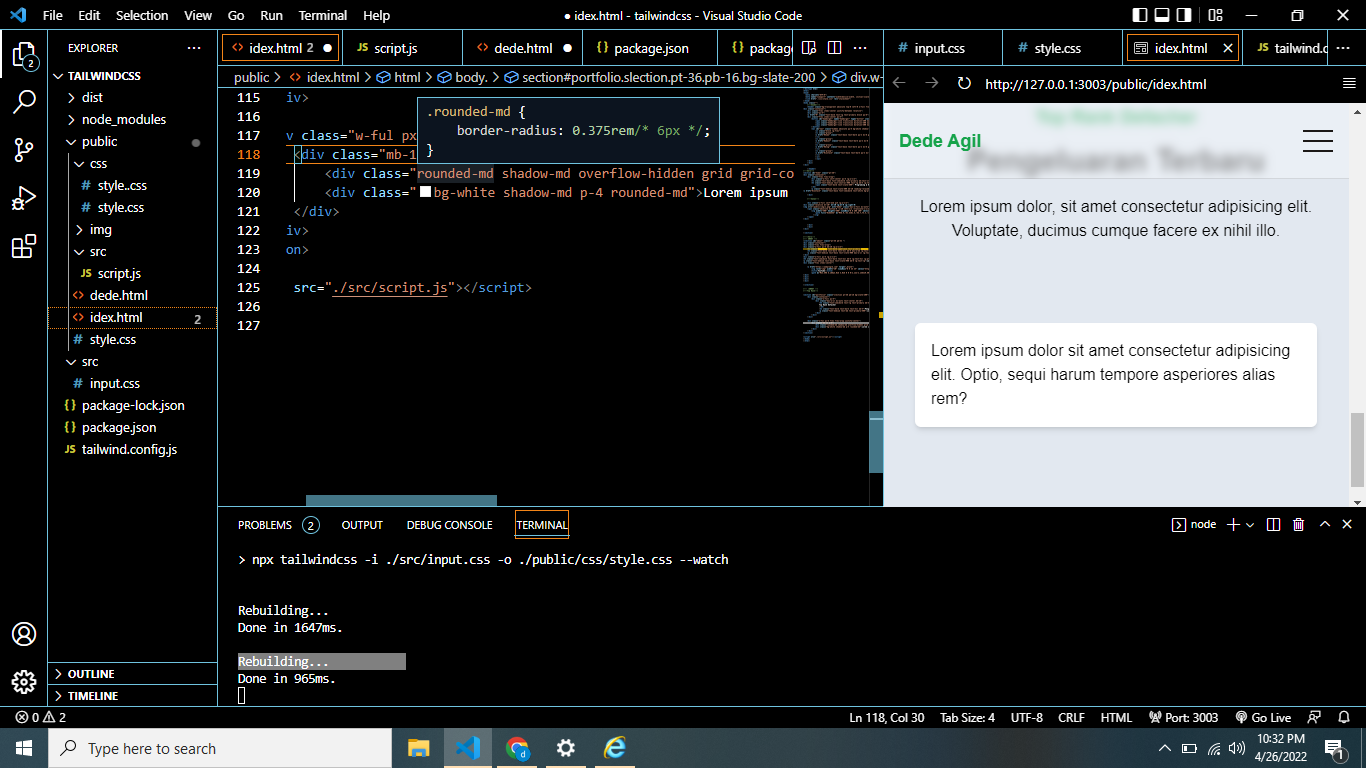 File Edit Selection View Go Run Terminal Help
● idex.html - tailwindcss - Visual Studio Code
EXPLORER
2
TAILWINDCSS
dist
node_modules
public
css
# style.css
# style.css
img
src
JS script.js
<> dede.html
<> idex.html 2
# style.css
src
# input.css
{} package-lock.json
{} package.json
JS tailwind.config.js
OUTLINE
TIMELINE
<> idex.html 2 ●
JS script.js
<> dede.html ●
{} package.json
{} package
public > <> idex.html > html > body. > section#portfolio.slection.pt-36.pb-16.bg-slate-200 > div.w-
115 iv>
116
117 v class="w-ful px
118 <div class="mb-1
119 <div class="rounded-md shadow-md overflow-hidden grid grid-co
120 <div class="bg-white shadow-md p-4 rounded-md">Lorem ipsum
121 </div>
122 iv>
123 on>
124
125 src="./src/script.js"></script>
126
127
.rounded-md {
border-radius: 0.375rem/* 6px */;
}
# input.css
# style.css
idex.html
JS tailwind.c
http://127.0.0.1:3003/public/idex.html
Dede Agil
Pengeluaran Terbaru
Lorem ipsum dolor, sit amet consectetur adipisicing elit.
Voluptate, ducimus cumque facere ex nihil illo.
Lorem ipsum dolor sit amet consectetur adipisicing
elit. Optio, sequi harum tempore asperiores alias
rem?
PROBLEMS 2 OUTPUT DEBUG CONSOLE TERMINAL
node
> npx tailwindcss -i ./src/input.css -o ./public/css/style.css --watch
Rebuilding...
Done in 1647ms.
Rebuilding...
Done in 965ms.
0 2
Ln 118, Col 30 Tab Size: 4 UTF-8 CRLF HTML Port: 3003 Go Live
Type here to search
10:32 PM
4/26/2022
1